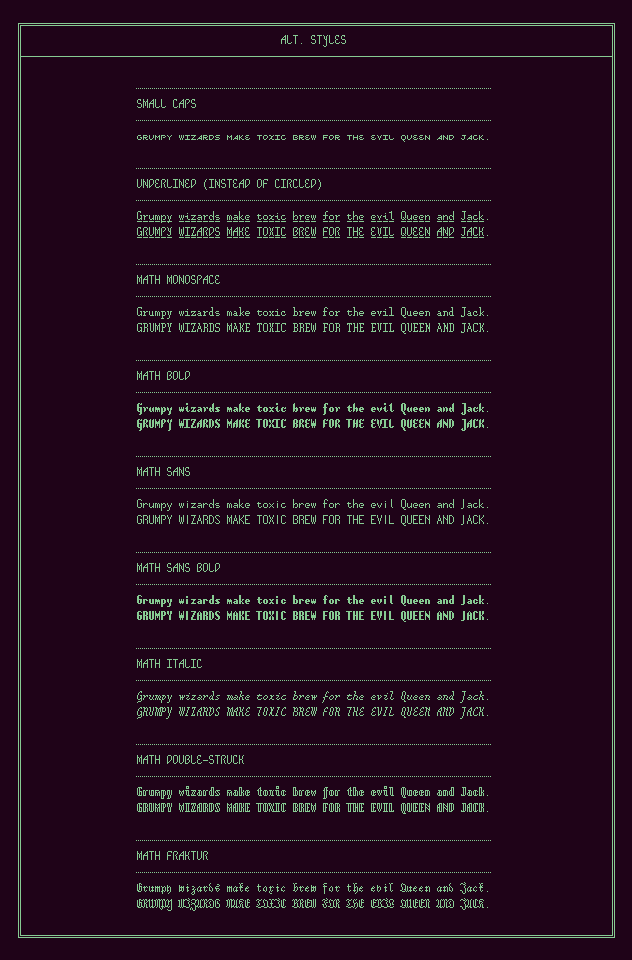 ALT. STYLES
SMALL CAPS
GRUMPY WIZARDS MAKE TOXIC BREW FOR THE EVIL QUEEN AND JACK.
UNDERLINED (INSTEAD OF CIRCLED)
Grumpy wizards make toxic brew for the evil Queen and Jack.
GRUMPY WIZARDS MAKE TOXIC BREW FOR THE EVIL QUEEN AND JACK.
MATH MONOSPACE
Grumpy wizards make toxic brew for the evil Queen and Jack.
GRUMPY WIZARDS MAKE TOXIC BREW FOR THE EVIL QUEEN AND JACK.
MATH BOLD
Grumpy wizards make toxic brew for the evil Queen and Jack.
GRUMPY WIZARDS MAKE TOXIC BREW FOR THE EVIL QUEEN AND JACK.
MATH SANS
Grumpy wizards make toxic brew for the evil Queen and Jack.
GRUMPY WIZARDS MAKE TOXIC BREW FOR THE EVIL QUEEN AND JACK.
MATH SANS BOLD
Grumpy wizards make toxic brew for the evil Queen and Jack.
GRUMPY WIZARDS MAKE TOXIC BREW FOR THE EVIL QUEEN AND JACK.
MATH ITALIC
Grumpy wizards make toxic brew for the evil Queen and Jack.
GRUMPY WIZARDS MAKE TOXIC BREW FOR THE EVIL QUEEN AND JACK.
MATH DOUBLE-STRUCK
Grumpy wizards make toxic brew for the evil Queen and Jack.
GRUMPY WIZARDS MAKE TOXIC BREW FOR THE EVIL QUEEN AND JACK.
MATH FRAKTUR
Grumpy wizards make toxic brew for the evil Queen and Jack.
GRUMPY WIZARDS MAKE TOXIC BREW FOR THE EVIL QUEEN AND JACK.